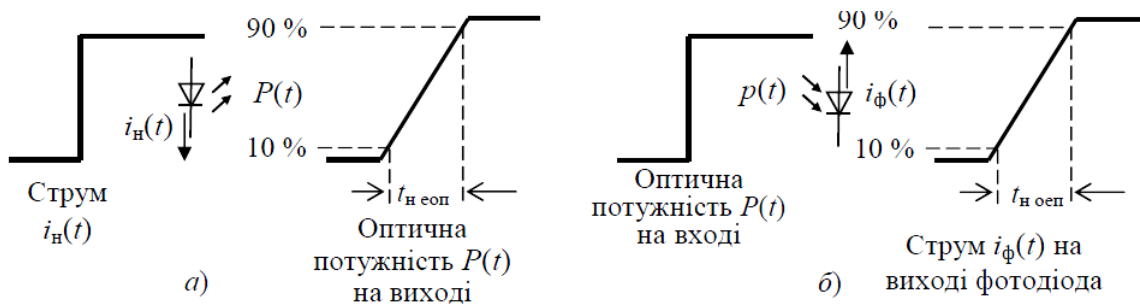 90 %
P(t)
iн(t)
10 %
Струм
iн(t)
tн еоп
Оптична
потужність P(t)
на виході
а)
90 %
p(t)
iф(t)
10 %
Оптична
потужність P(t)
на вході
tн оеп
Струм iф(t) на
виході фотодіода
б)